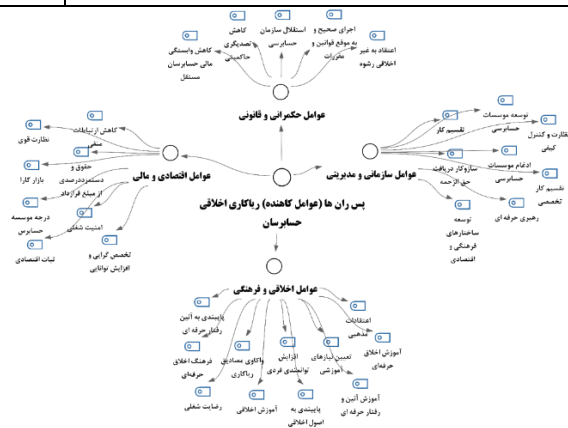 کاهش
تصدیگری
حاکمیتی
استقلال سازمان
حسابرسی
اجرای صحیح و
به موقع قوانین و
مقررات
کاهش وابستگی
مالی حسابرسان
مستقل
اعتقاد به غیر
اخلاقی رشوه
عوامل حکمرانی و قانونی
توسعه موسسات
حسابرسی
تقسیم کار
نظارت و کنترل
کیفی
ادغام موسسات
حسابرسی
سازوکار دریافت
حق الزحمه
تقسیم کار
تخصصی
رهبری حرفه ای
توسعه
ساختارهای
فرهنگی و
اقتصادی
عوامل سازمانی و مدیریتی
کاهش ارتباطات
منفی
نظارت قوی
حقوق و
دستمزد درصدی
از مبلغ قرارداد
بازار کارا
درجه موسسه
حسابرس
امنیت شغلی
ثبات اقتصادی
تخصص گرایی و
افزایش توانایی
عوامل اقتصادی و مالی
پس ران ها (عوامل کاهنده) ریاکاری اخلاقی
حسابرسان
عوامل اخلاقی و فرهنگی
پایبندی به آئین
رفتار حرفه ای
اعتقادات
مذهبی
فرهنگ اخلاق
حرفه‌ای
واکاوی مصادیق
ریاکاری
افزایش
توانمندی فردی
تعیین نیازهای
آموزشی
آموزش اخلاق
حرفه‌ای
رضایت شغلی
آموزش اخلاقی
پایبندی به
اصول اخلاقی
آموزش آئین و
رفتار حرفه ای